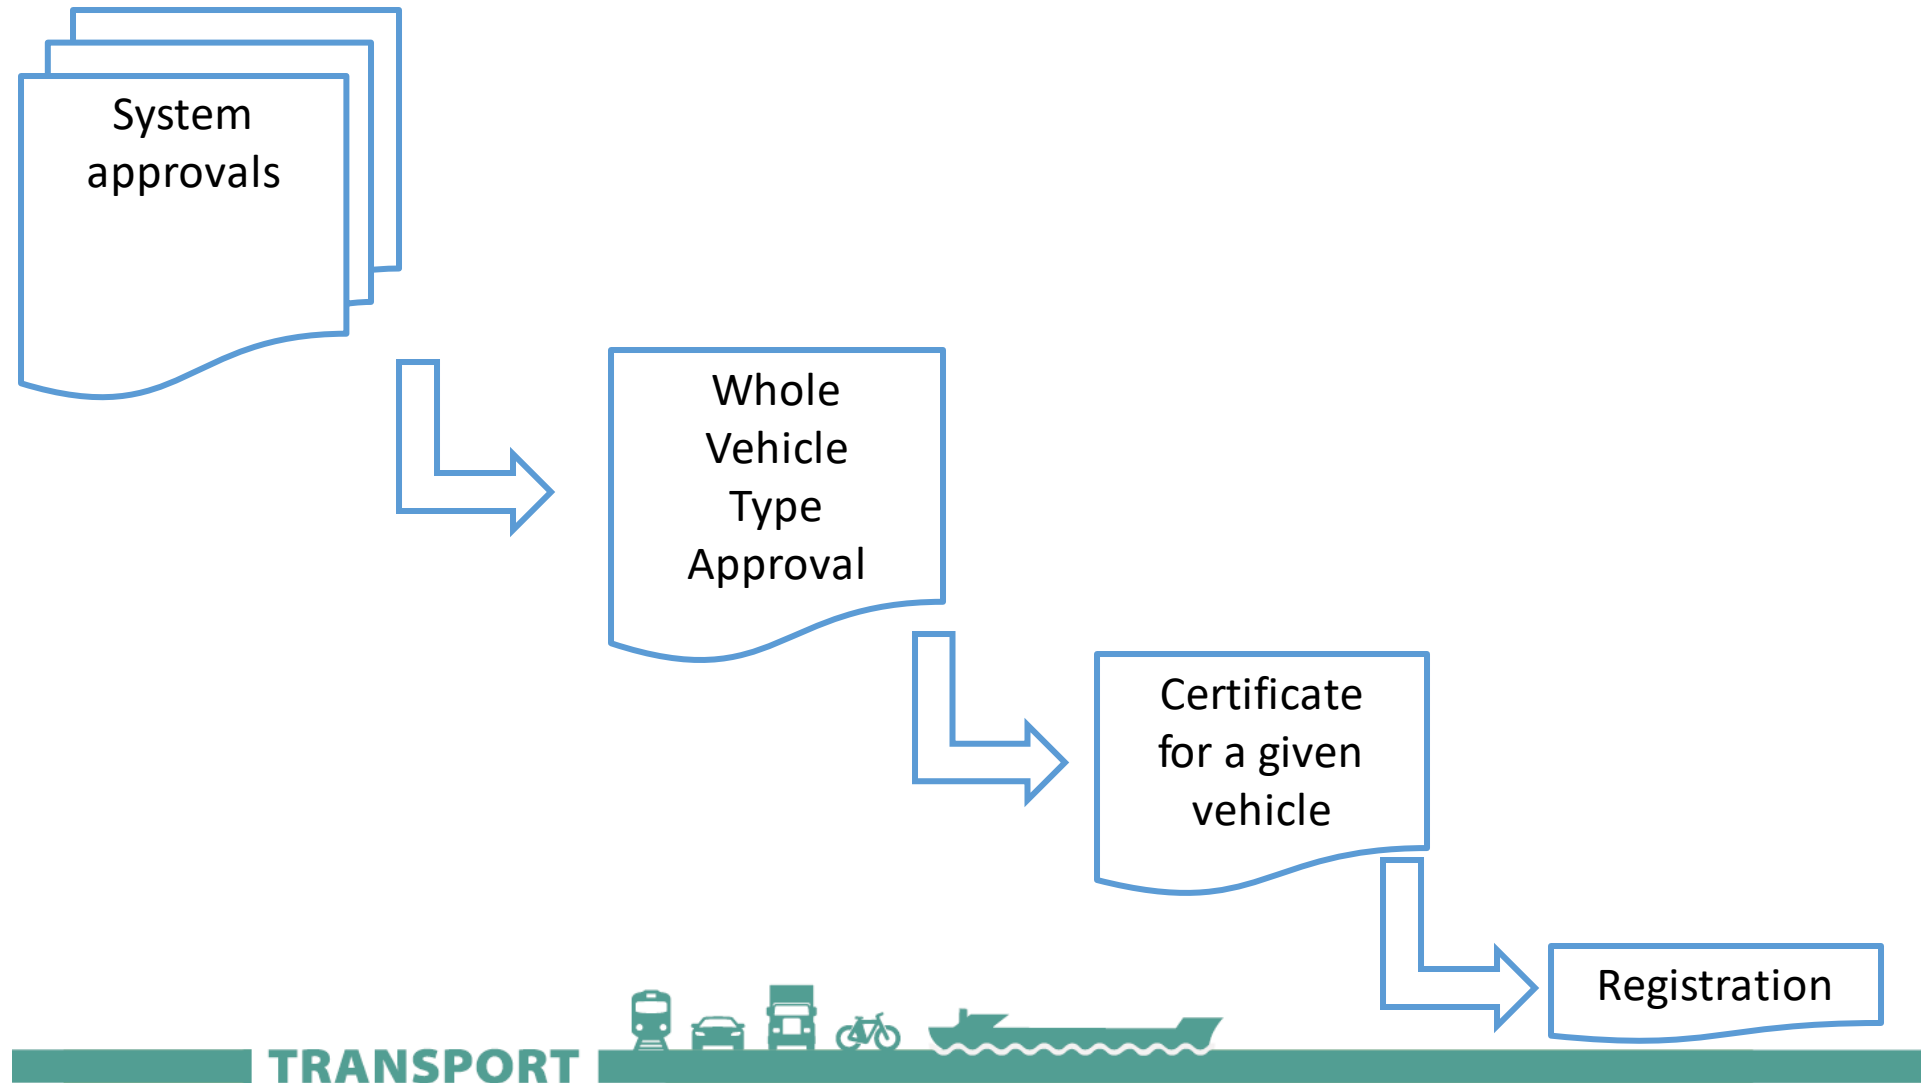 System
approvals
Whole
Vehicle
Type
Approval
Certificate
for a given
vehicle
Registration
TRANSPORT